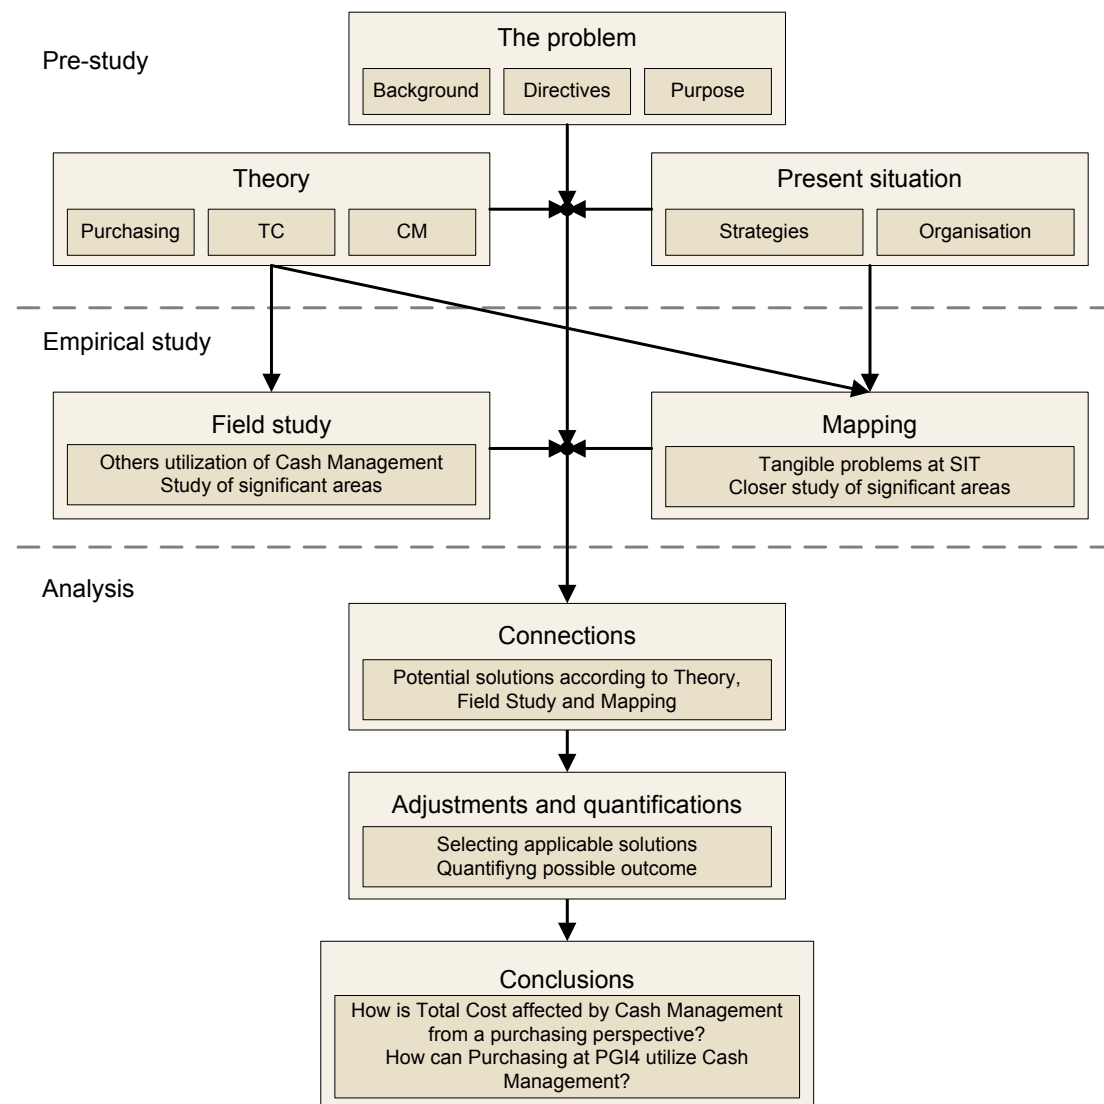 Pre-study
The problem
Background
Directives
Purpose
Theory
Purchasing
TC
CM
Present situation
Strategies
Organisation
Empirical study
Field study
Others utilization of Cash Management
Study of significant areas
Mapping
Tangible problems at SIT
Closer study of significant areas
Analysis
Connections
Potential solutions according to Theory,
Field Study and Mapping
Adjustments and quantifications
Selecting applicable solutions
Quantifiyng possible outcome
Conclusions
How is Total Cost affected by Cash Management
from a purchasing perspective?
How can Purchasing at PGI4 utilize Cash
Management?